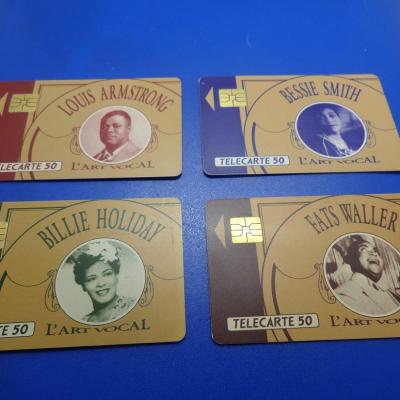 LOUIS ARMSTRONG
TELECARTE 50
L'ART VOCAL
BESSIE SMITH
TELECARTE 50
L'ART VOCAL
BILLIE HOLIDAY
TE 50
L'ART VOCAL
FATS WALLER
TELECARTE 50
L'ART VOCAL